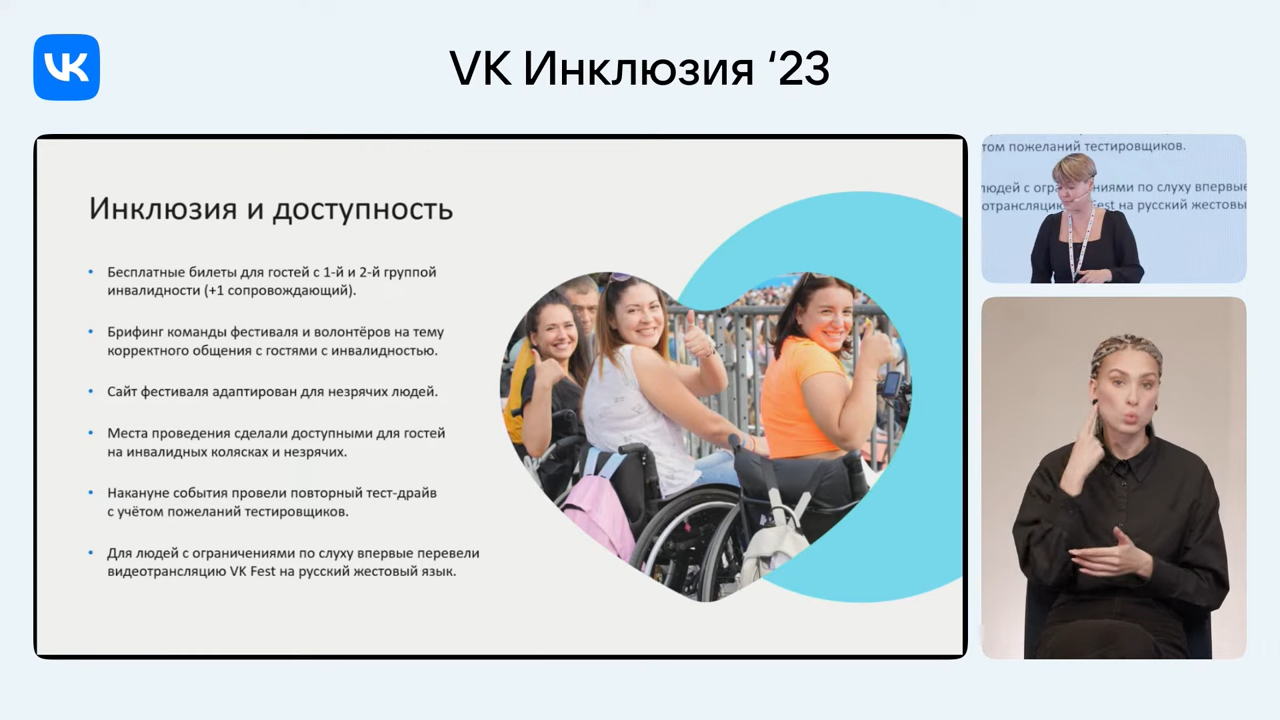 VK
VK Инклюзия ‘23
Инклюзия и доступность
• Бесплатные билеты для гостей с 1-й и 2-й группой
инвалидности (+1 сопровождающий).
• Брифинг команды фестиваля и волонтёров на тему
корректного общения с гостями с инвалидностью.
• Сайт фестиваля адаптирован для незрячих людей.
• Места проведения сделали доступными для гостей
на инвалидных колясках и незрячих.
• Накануне события провели повторный тест-драйв
с учётом пожеланий тестировщиков.
• Для людей с ограничениями по слуху впервые перевели
видеотрансляцию VK Fest на русский жестовый язык.
том пожеланий тестировщиков.
людей с огра ниями по слуху впервые
отрансляцию Fest на русский жестовы